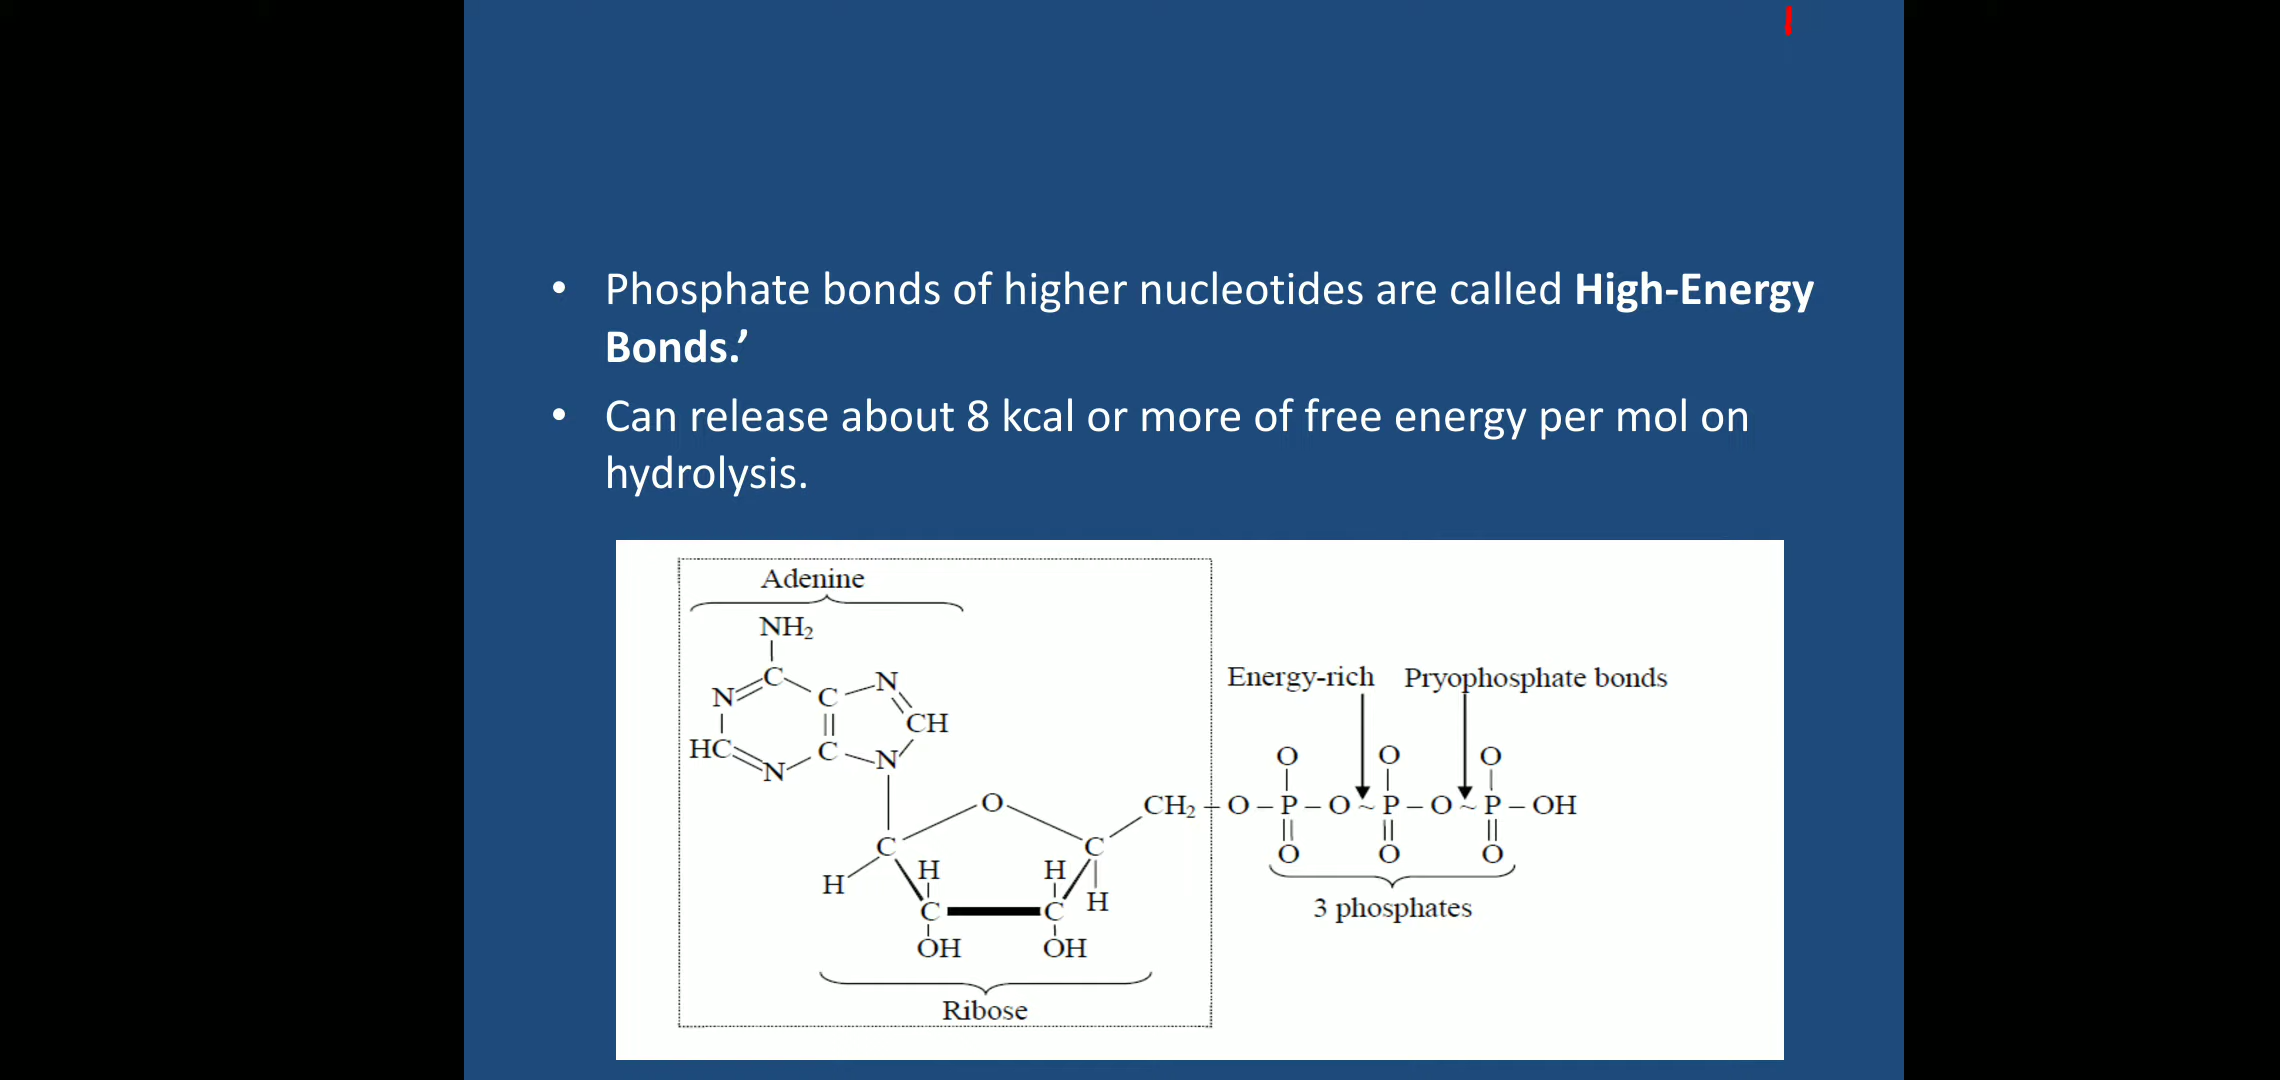 • Phosphate bonds of higher nucleotides are called High-Energy
Bonds.’
• Can release about 8 kcal or more of free energy per mol on
hydrolysis.
Adenine
NH₂
N C C N
CH
HC N C N
Energy-rich Pryophosphate bonds
O O O
O CH₂ – O – P – O ~ P – O ~ P – OH
O O O
C C
H H H H
C C
OH OH
3 phosphates
Ribose